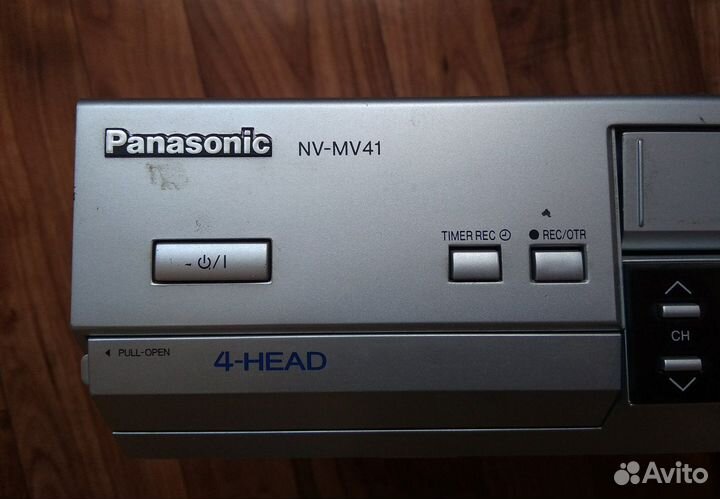 Panasonic NV-MV41
TIMER REC ● REC/OTR
⏻/I
CH
PULL-OPEN
4-HEAD
Avito